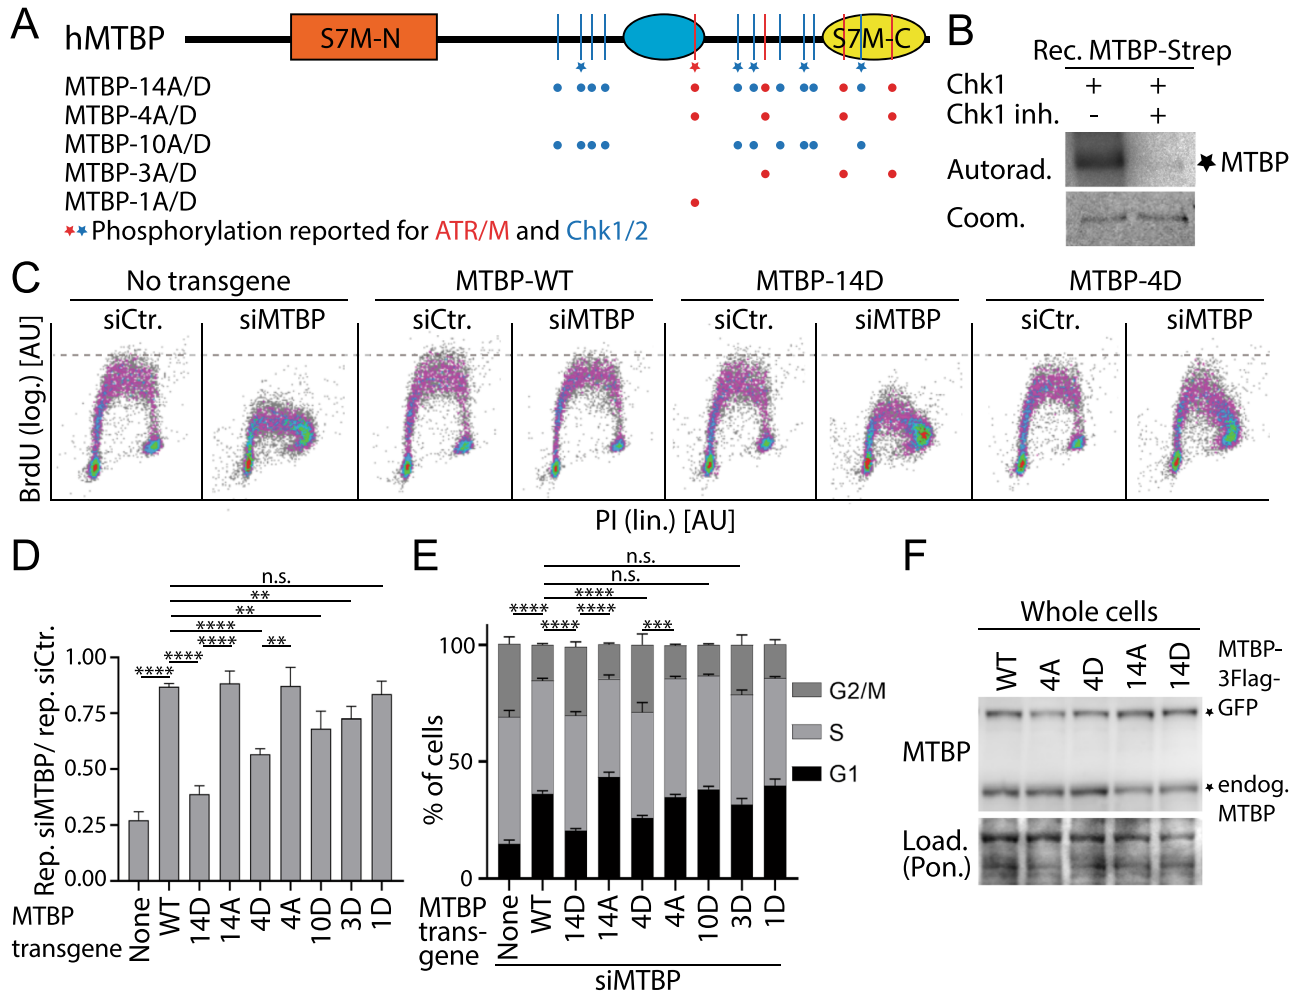 A
hMTBP
S7M-N
S7M-C
MTBP-14A/D
MTBP-4A/D
MTBP-10A/D
MTBP-3A/D
MTBP-1A/D
Phosphorylation reported for ATR/M and Chk1/2
B
Rec. MTBP-Strep
Chk1 + +
Chk1 inh. - +
Autorad.
MTBP
Coom.
C
No transgene MTBP-WT MTBP-14D MTBP-4D
siCtr. siMTBP siCtr. siMTBP siCtr. siMTBP siCtr. siMTBP
BrdU (log.) [AU]
PI (lin.) [AU]
D
n.s.
**
**
****
**** **
****
****
Rep. siMTBP/ rep. siCtr.
1.00
0.75
0.50
0.25
0.00
MTBP
transgene
None WT 14D 14A 4D 4A 10D 3D 1D
E
n.s.
n.s.
****
**** ****
**** ***
% of cells
100
50
0
G2/M
S
G1
MTBP
trans-
gene
None WT 14D 14A 4D 4A 10D 3D 1D
siMTBP
F
Whole cells
WT 4A 4D 14A 14D
MTBP-
3Flag-
GFP
MTBP
endog.
MTBP
Load.
(Pon.)